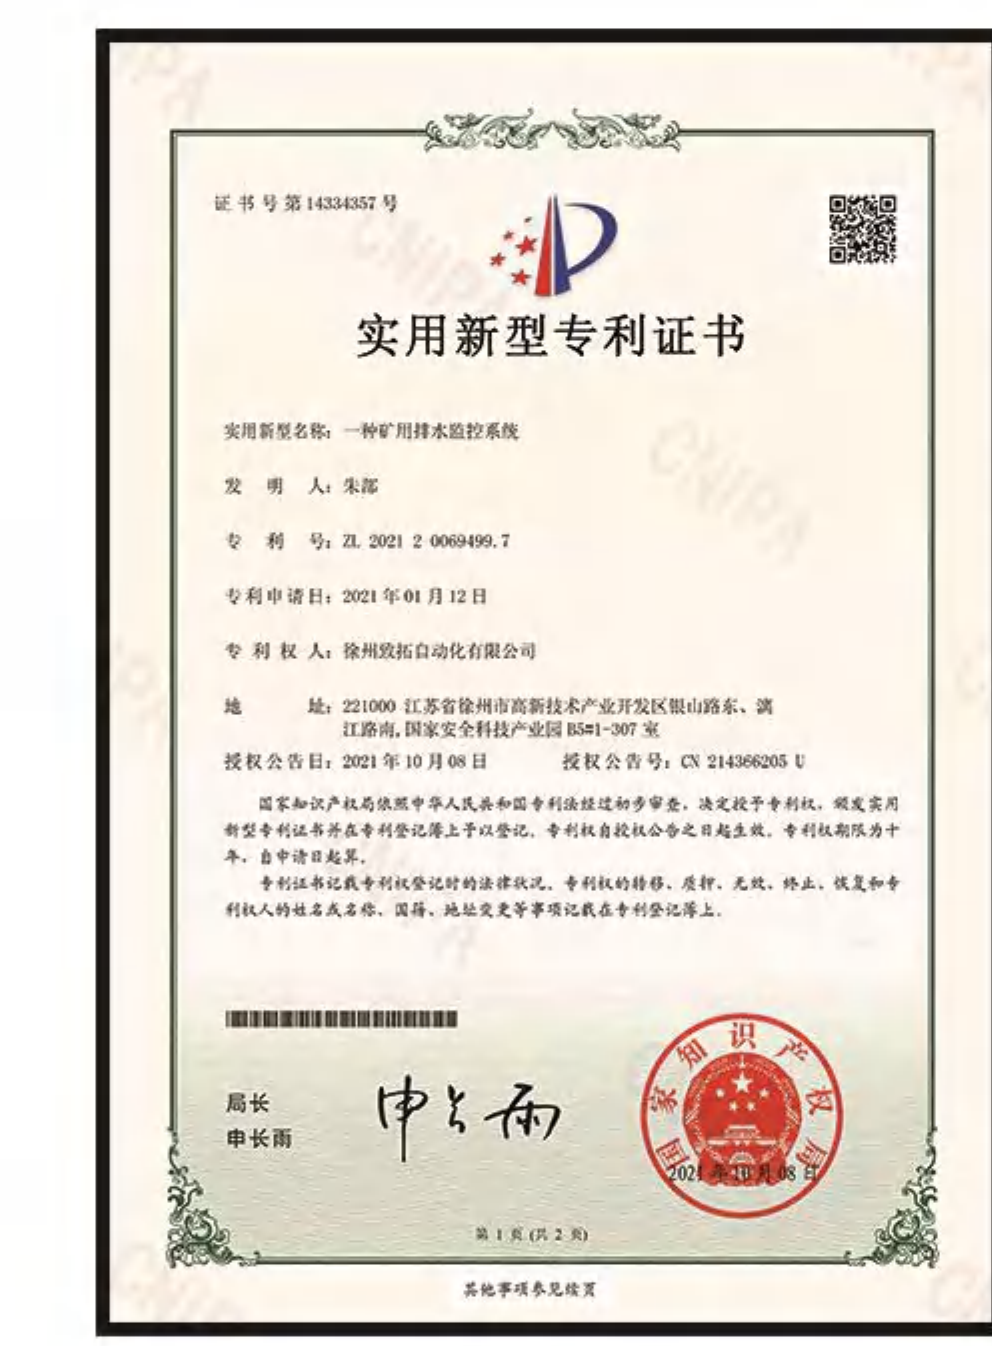 证书号第14334357号
实用新型专利证书
实用新型名称：一种矿用排水监控系统
发明人：朱部
专利号：ZL 2021 2 0069499.7
专利申请日：2021年01月12日
专利权人：徐州致拓自动化有限公司
地址：221000 江苏省徐州市高新技术产业开发区银山路东、漓
江路南,国家安全科技产业园B5#1-307室
授权公告日：2021年10月08日 授权公告号：CN 214366205 U
国家知识产权局依照中华人民共和国专利法经过初步审查，决定授予专利权，颁发实用
新型专利证书并在专利登记簿上予以登记。专利权自授权公告之日起生效。专利权期限为十
年，自申请日起算。
专利证书记载专利权登记时的法律状况。专利权的转移、质押、无效、终止、恢复和专
利权人的姓名或名称、国籍、地址变更等事项记载在专利登记簿上。
局长
申长雨
申长雨
国家知识产权局
2021年10月08日
第 1 页 (共 2 页)
其他事项参见续页
CNIPA